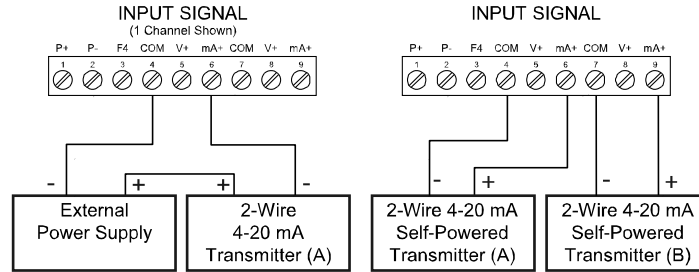 INPUT SIGNAL
(1 Channel Shown)
P+ P- F4 COM V+ mA+ COM V+ mA+
1 2 3 4 5 6 7 8 9
- + + -
External
Power Supply
2-Wire
4-20 mA
Transmitter (A)
INPUT SIGNAL
P+ P- F4 COM V+ mA+ COM V+ mA+
1 2 3 4 5 6 7 8 9
- + - +
2-Wire 4-20 mA
Self-Powered
Transmitter (A)
2-Wire 4-20 mA
Self-Powered
Transmitter (B)